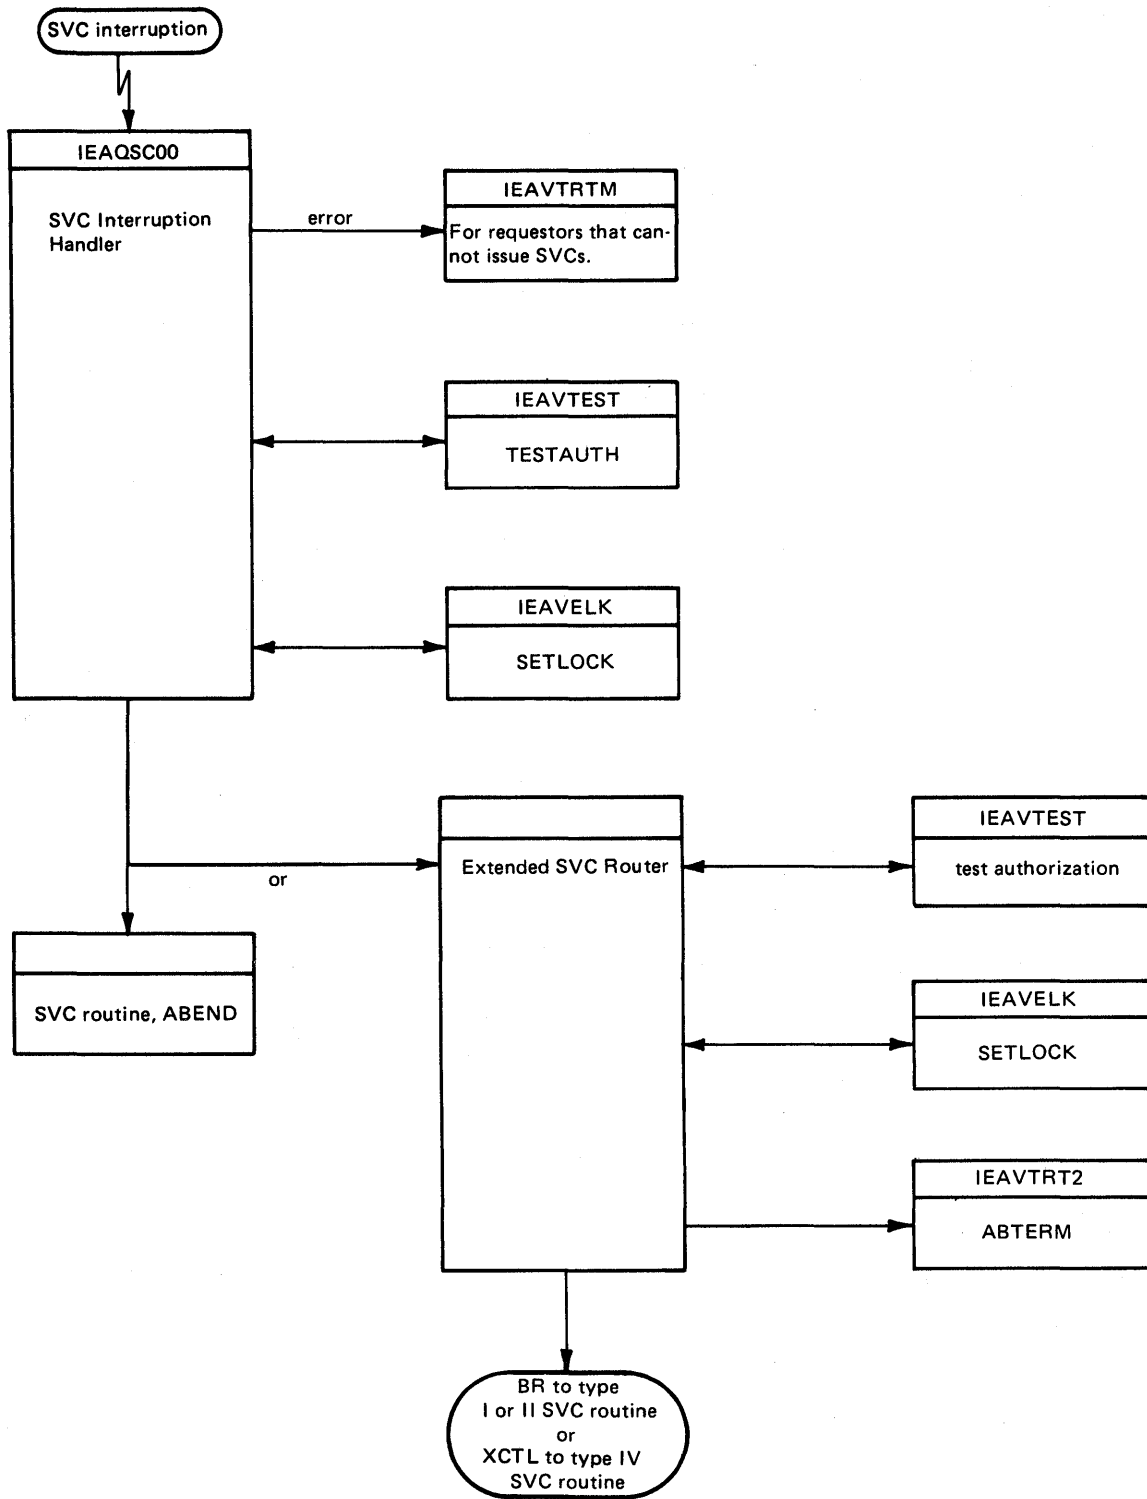 SVC interruption
IEAQSC00
SVC Interruption
Handler
error
IEAVTRTM
For requestors that can-
not issue SVCs.
IEAVTEST
TESTAUTH
IEAVELK
SETLOCK
or
SVC routine, ABEND
Extended SVC Router
IEAVTEST
test authorization
IEAVELK
SETLOCK
IEAVTRT2
ABTERM
BR to type
I or II SVC routine
or
XCTL to type IV
SVC routine